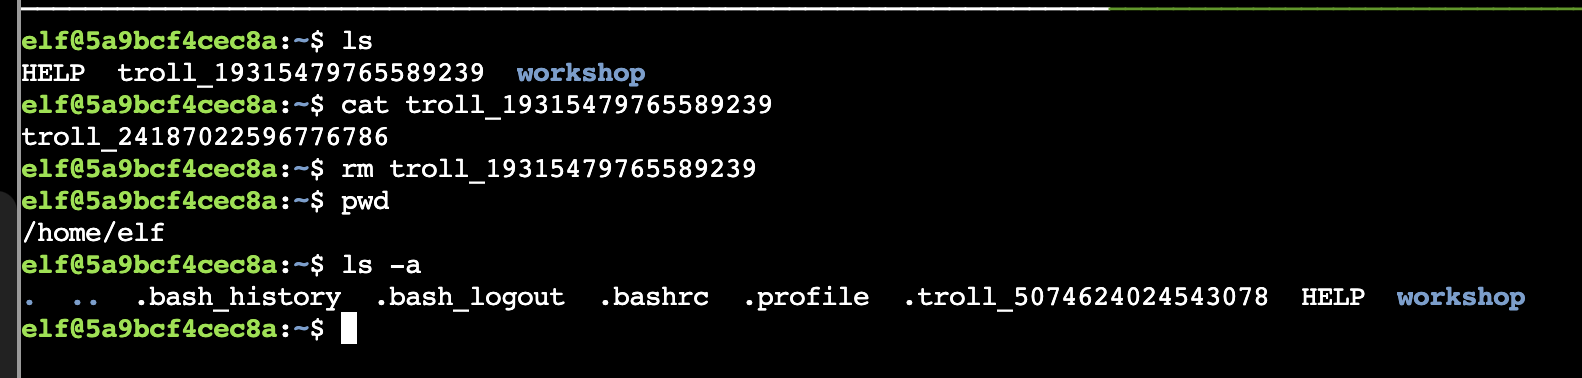 elf@5a9bcf4cec8a:~$ ls
HELP  troll_19315479765589239  workshop
elf@5a9bcf4cec8a:~$ cat troll_19315479765589239
troll_24187022596776786
elf@5a9bcf4cec8a:~$ rm troll_19315479765589239
elf@5a9bcf4cec8a:~$ pwd
/home/elf
elf@5a9bcf4cec8a:~$ ls -a
.  ..  .bash_history  .bash_logout  .bashrc  .profile  .troll_5074624024543078  HELP  workshop
elf@5a9bcf4cec8a:~$